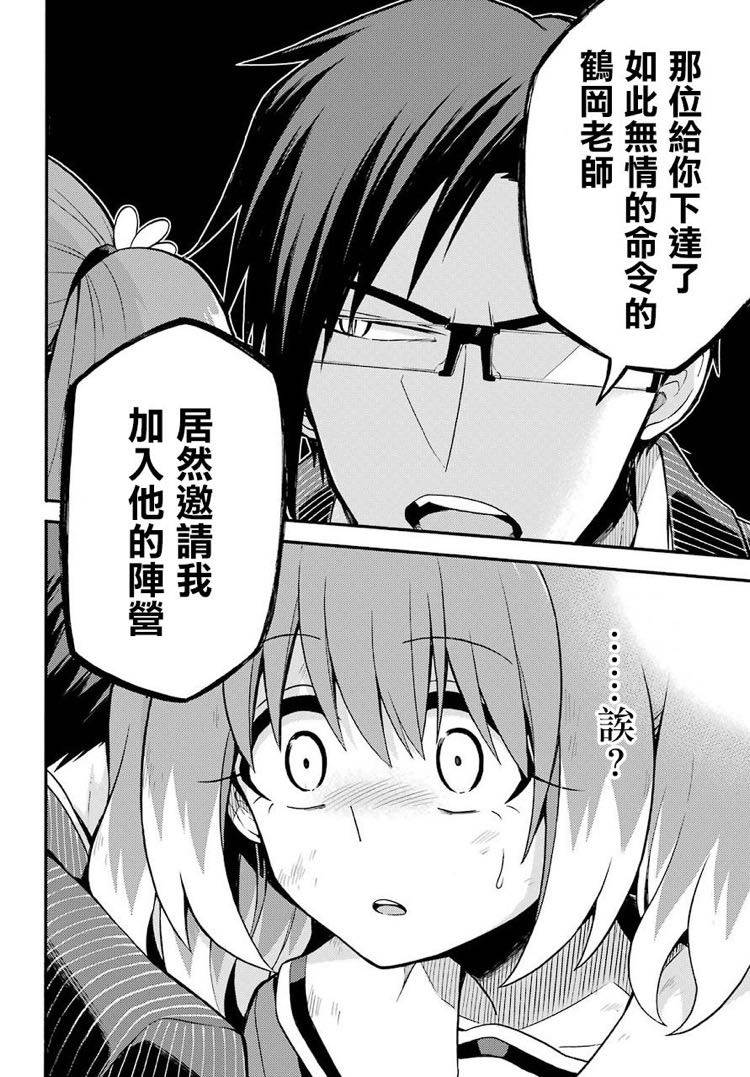 那位給你下達了
如此無情的命令的
鶴岡老師
居然邀請我
加入他的陣營
……誒？